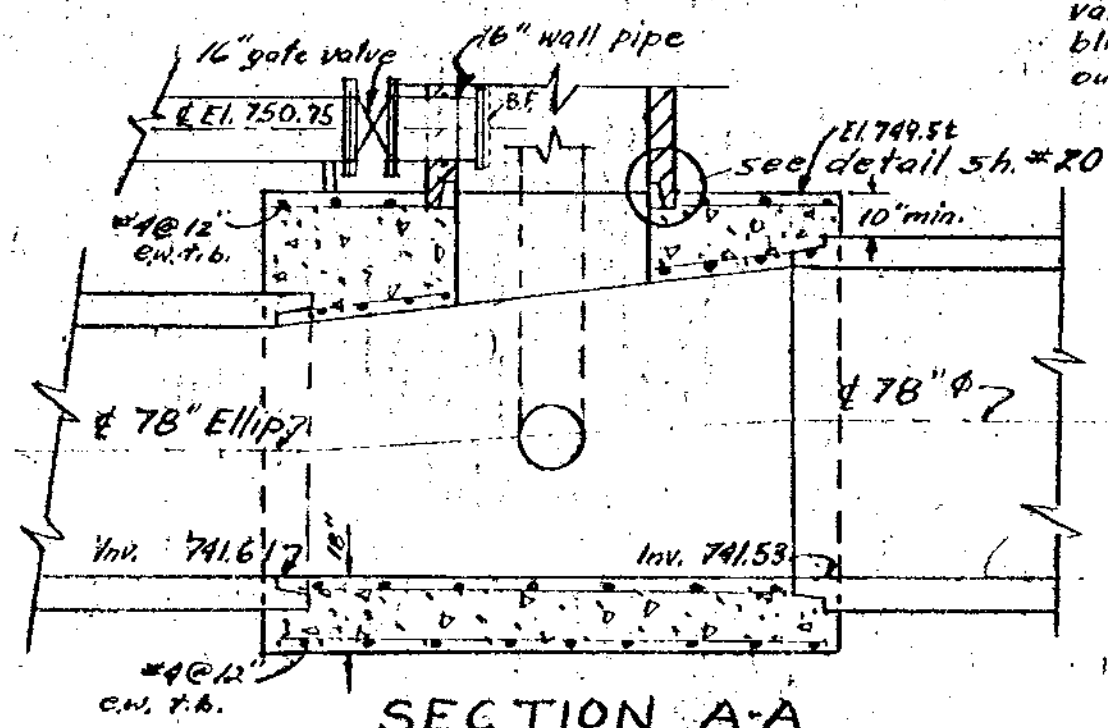 16" gate valve
16" wall pipe
B.F.
℄ El. 750.75
El. 749.5±
see detail sh. #20
10" min.
#4@12"
e.w. t.b.
℄ 78" Ellip.
℄ 78" ϕ
Inv. 741.61
18"
Inv. 741.53
#4@12"
e.w. t.b.
SECTION A-A